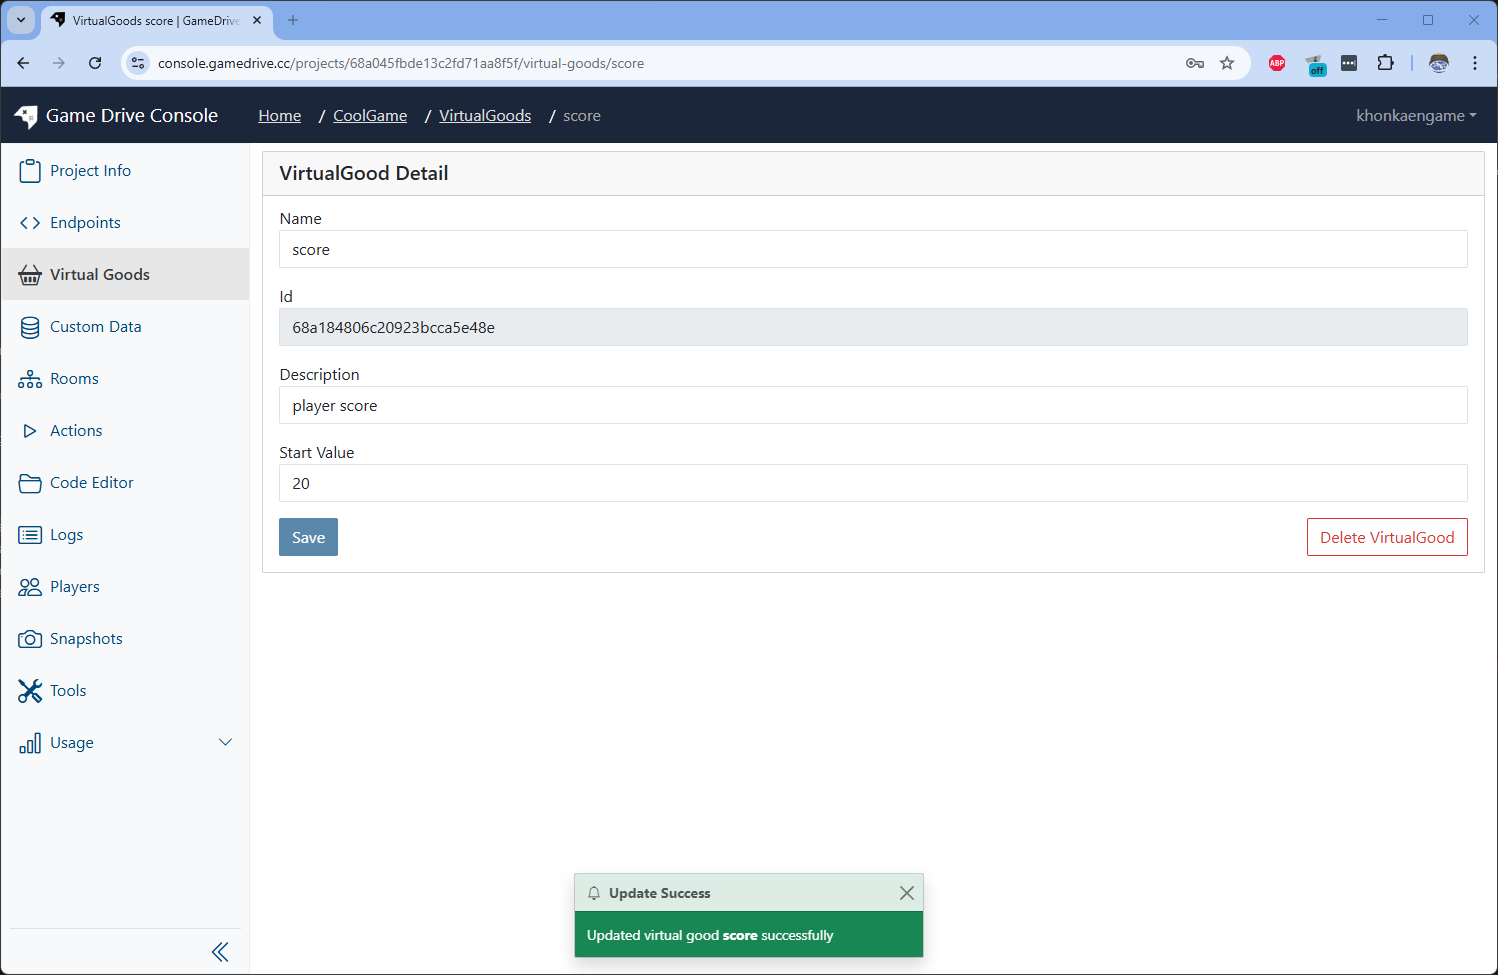 VirtualGoods score | GameDrive
console.gamedrive.cc/projects/68a045fbde13c2fd71aa8f5f/virtual-goods/score
ABP
off
Game Drive Console
Home / CoolGame / VirtualGoods / score
khonkaengame
Project Info
Endpoints
Virtual Goods
Custom Data
Rooms
Actions
Code Editor
Logs
Players
Snapshots
Tools
Usage
VirtualGood Detail
Name
score
Id
68a184806c20923bcca5e48e
Description
player score
Start Value
20
Save
Delete VirtualGood
Update Success
Updated virtual good score successfully